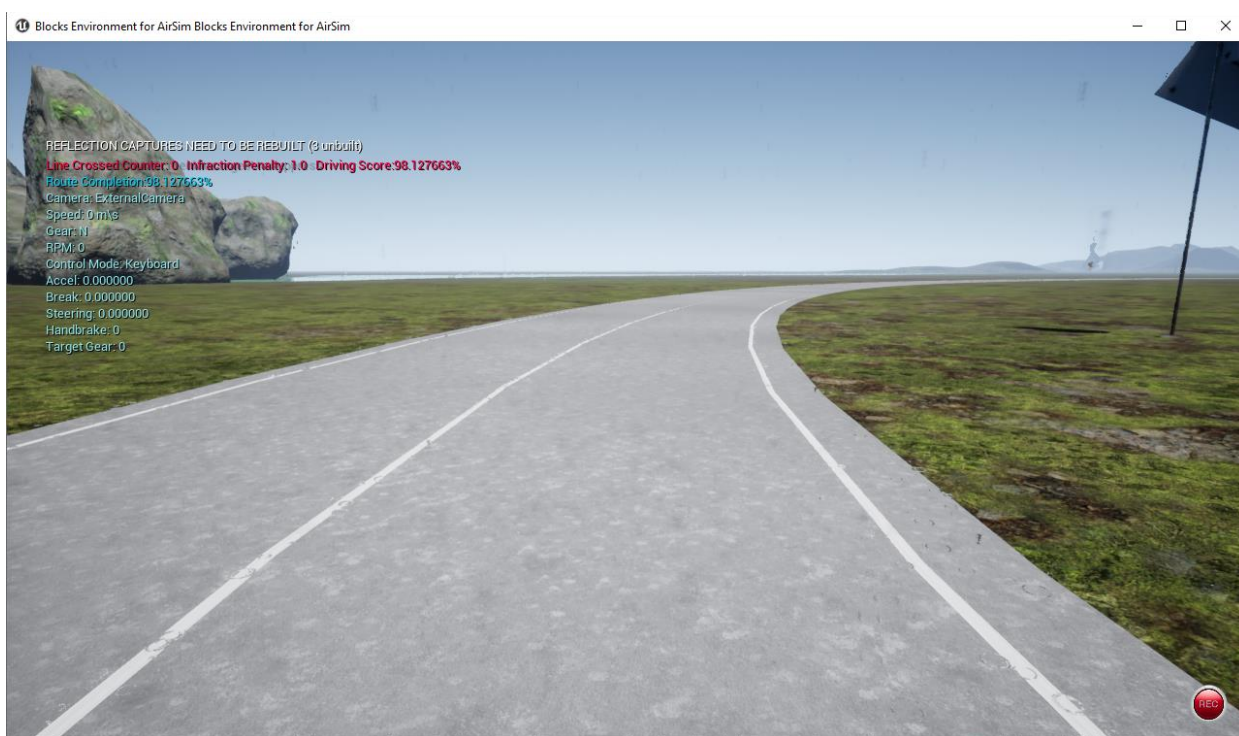 Blocks Environment for AirSim Blocks Environment for AirSim
REFLECTION CAPTURES NEED TO BE REBUILT (3 unbuilt)
Line Crossed Counter: 0 Infraction Penalty: 1.0 Driving Score:98.127663%
Route Completion:98.127663%
Camera: ExternalCamera
Speed: 0 m\s
Gear: N
RPM: 0
Control Mode: Keyboard
Accel: 0.000000
Break: 0.000000
Steering: 0.000000
Handbrake: 0
Target Gear: 0
REC